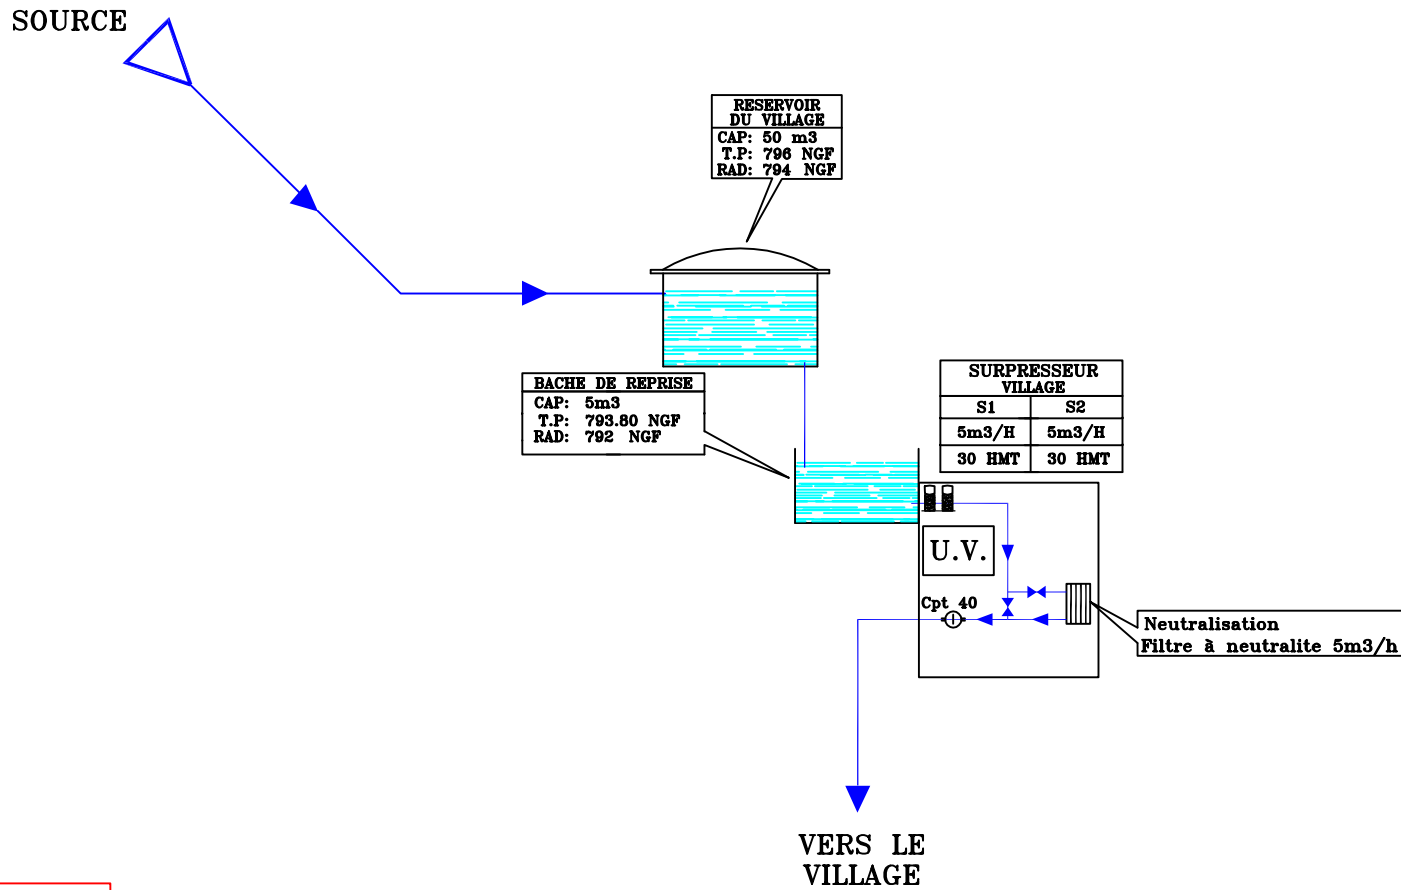 SOURCE
RESERVOIR
DU VILLAGE
CAP: 50 m3
T.P: 796 NGF
RAD: 794 NGF
BACHE DE REPRISE
CAP: 5m3
T.P: 793.80 NGF
RAD: 792 NGF
SURPRESSEUR
VILLAGE
S1 S2
5m3/H 5m3/H
30 HMT 30 HMT
U.V.
Cpt 40
Neutralisation
Filtre à neutralite 5m3/h
VERS LE
VILLAGE